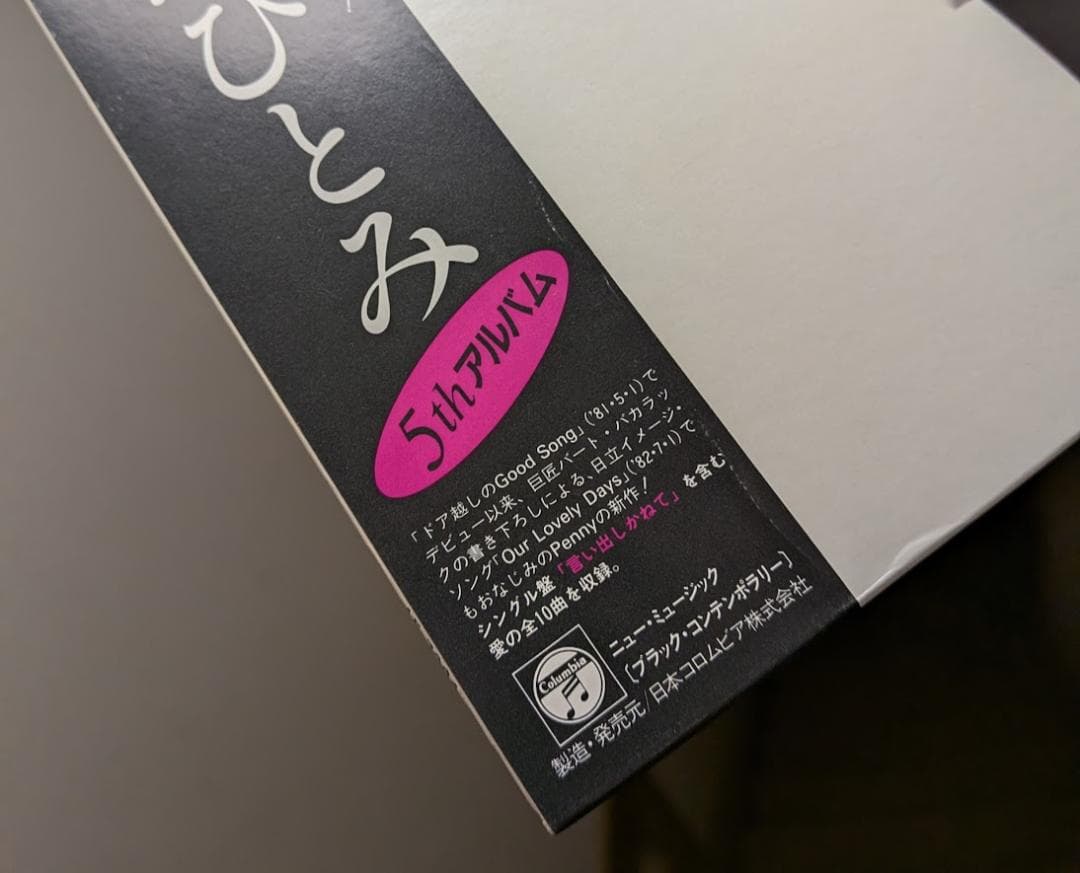 ひとみ
5thアルバム
「ドア越しのGood Song」('81・5・1)で
デビュー以来、巨匠バート・バカラッ
クの書き下ろしによる、日立イメージ・
ソング「Our Lovely Days」('82・7・1)で
もおなじみのPennyの新作!
シングル盤「言い出しかねて」を含む
愛の全10曲を収録。
Columbia
ニュー・ミュージック
〔ブラック・コンテンポラリー〕
製造・発売元/日本コロムビア株式会社